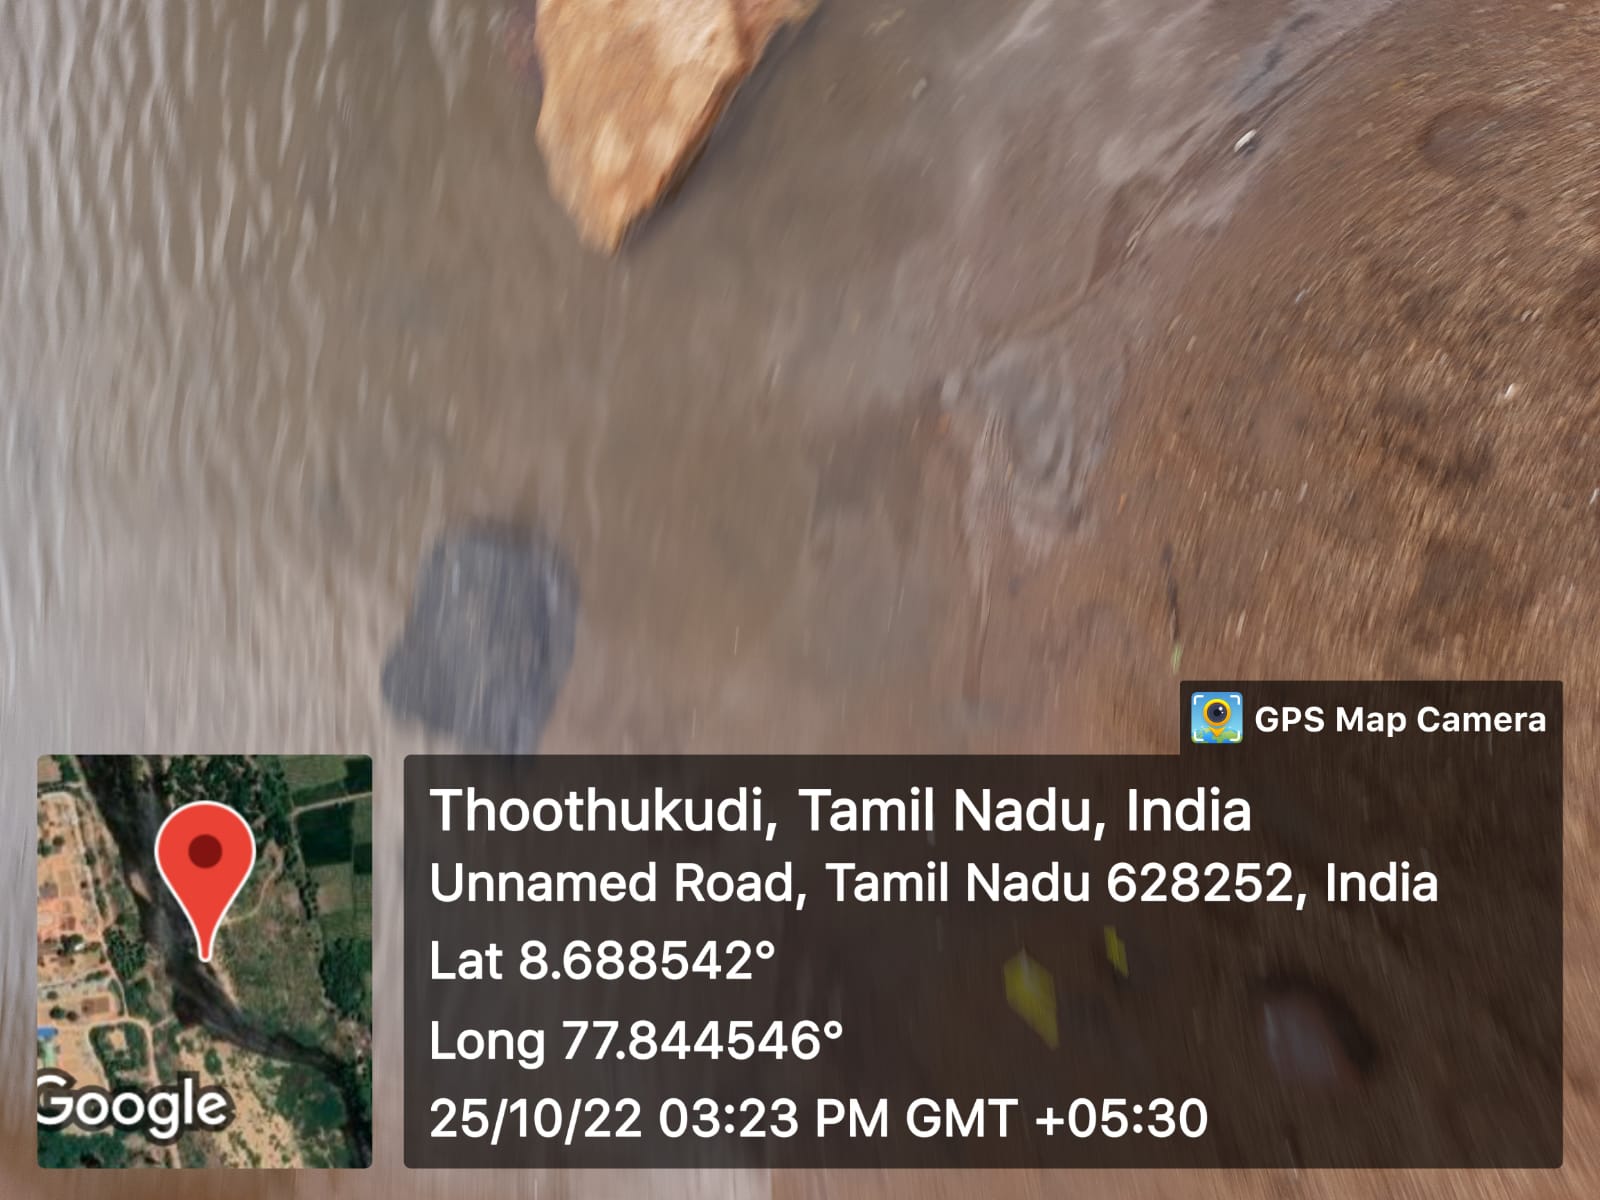 GPS Map Camera
Thoothukudi, Tamil Nadu, India
Unnamed Road, Tamil Nadu 628252, India
Lat 8.688542°
Long 77.844546°
25/10/22 03:23 PM GMT +05:30
Google